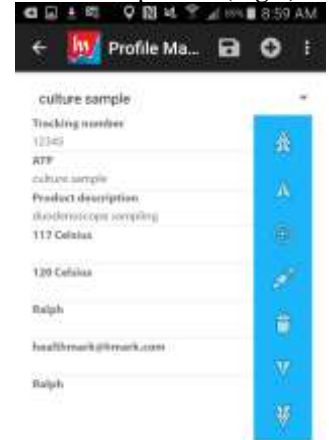 8:59 AM
Profile Ma...
culture sample
Tracking number
12345
ATP
culture sample
Product description
duodenoscope sampling
117 Celsius
120 Celsius
Ralph
healthmark@hmark.com
Ralph